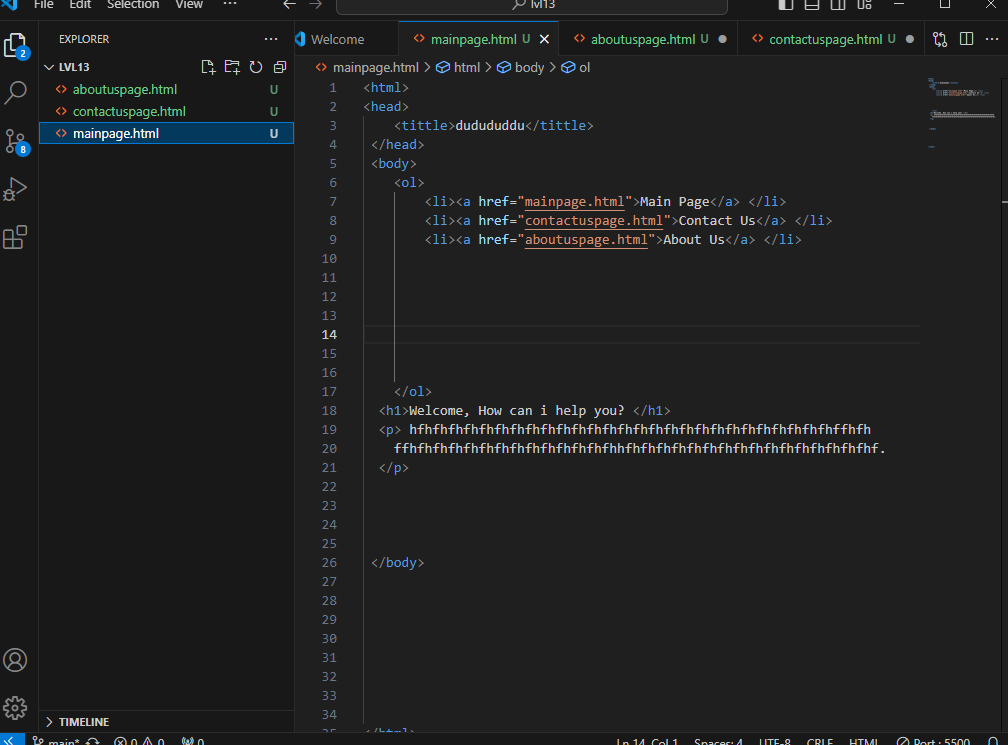 File Edit Selection View ··· lvl13
EXPLORER ···
Welcome mainpage.html U aboutuspage.html U contactuspage.html U ···
LVL13
aboutuspage.html U
contactuspage.html U
mainpage.html U
2
8
mainpage.html > html > body > ol
1 <html>
2 <head>
3 <tittle>dudududdu</tittle>
4 </head>
5 <body>
6 <ol>
7 <li><a href="mainpage.html">Main Page</a> </li>
8 <li><a href="contactuspage.html">Contact Us</a> </li>
9 <li><a href="aboutuspage.html">About Us</a> </li>
10
11
12
13
14
15
16
17 </ol>
18 <h1>Welcome, How can i help you? </h1>
19 <p>
20
21 </p>
22
23
24
25
26 </body>
27
28
29
30
31
32
33
34
35 </html>
TIMELINE
main* 0 0 0 Ln 14, Col 1 Spaces: 4 UTF-8 CRLF HTML Port : 5500